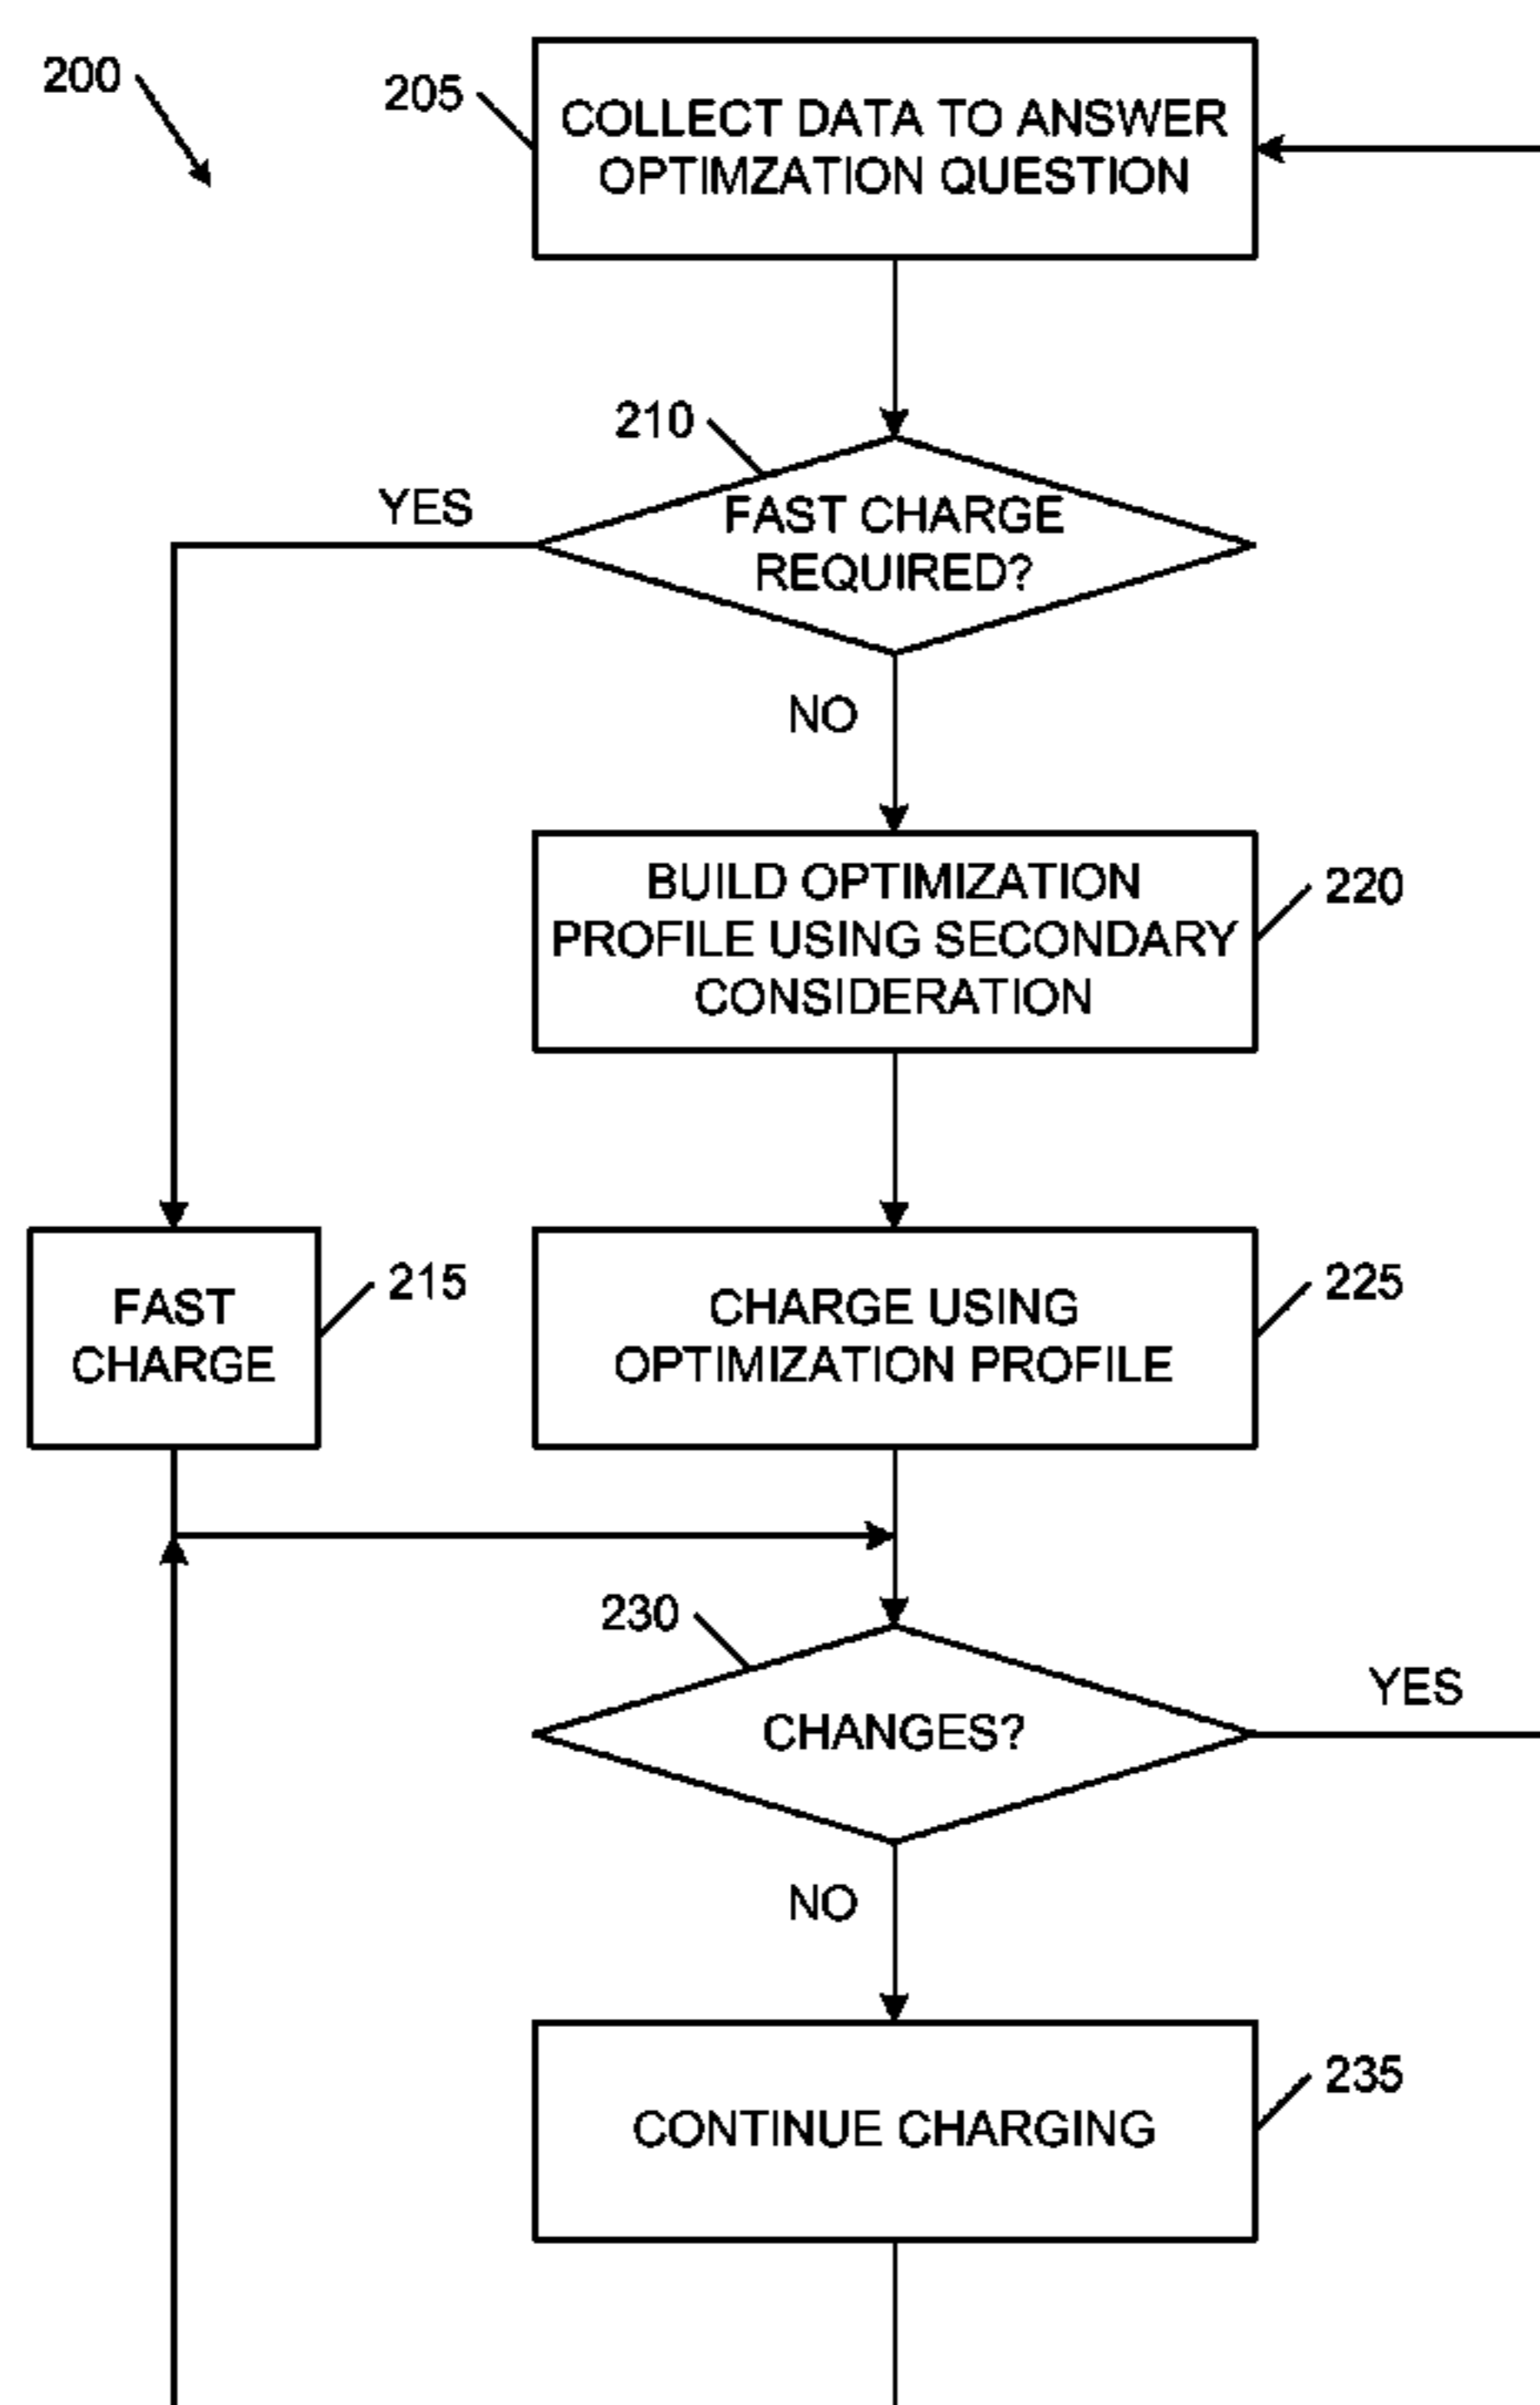 200
205
COLLECT DATA TO ANSWER
OPTIMZATION QUESTION
210
YES
FAST CHARGE
REQUIRED?
NO
BUILD OPTIMIZATION
PROFILE USING SECONDARY
CONSIDERATION
220
FAST
CHARGE
215
CHARGE USING
OPTIMIZATION PROFILE
225
230
CHANGES?
YES
NO
CONTINUE CHARGING
235